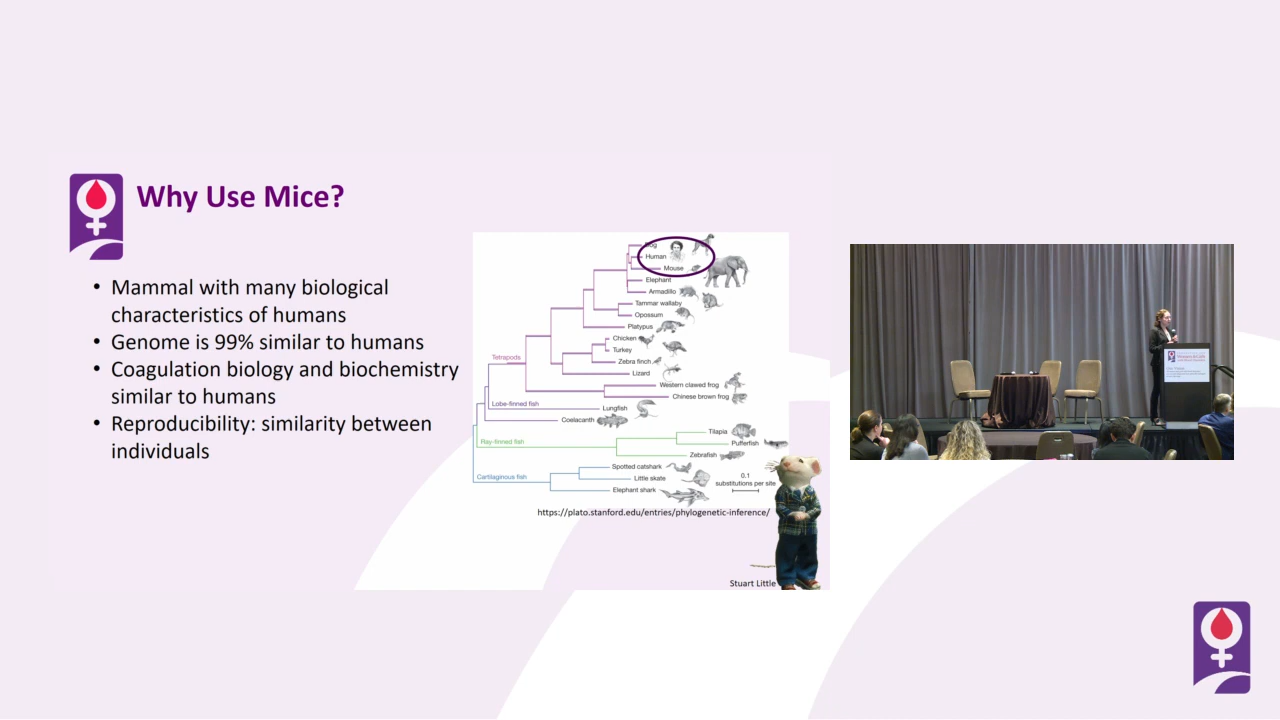 Why Use Mice?
• Mammal with many biological
characteristics of humans
• Genome is 99% similar to humans
• Coagulation biology and biochemistry
similar to humans
• Reproducibility: similarity between
individuals
Dog
Human
Mouse
Elephant
Armadillo
Tammar wallaby
Opossum
Platypus
Chicken
Turkey
Tetrapods
Zebra finch
Lizard
Western clawed frog
Chinese brown frog
Lobe-finned fish
Lungfish
Coelacanth
Tilapia
Ray-finned fish
Pufferfish
Zebrafish
Spotted catshark
Cartilaginous fish
Little skate
Elephant shark
0.1
substitutions per site
https://plato.stanford.edu/entries/phylogenetic-inference/
Stuart Little